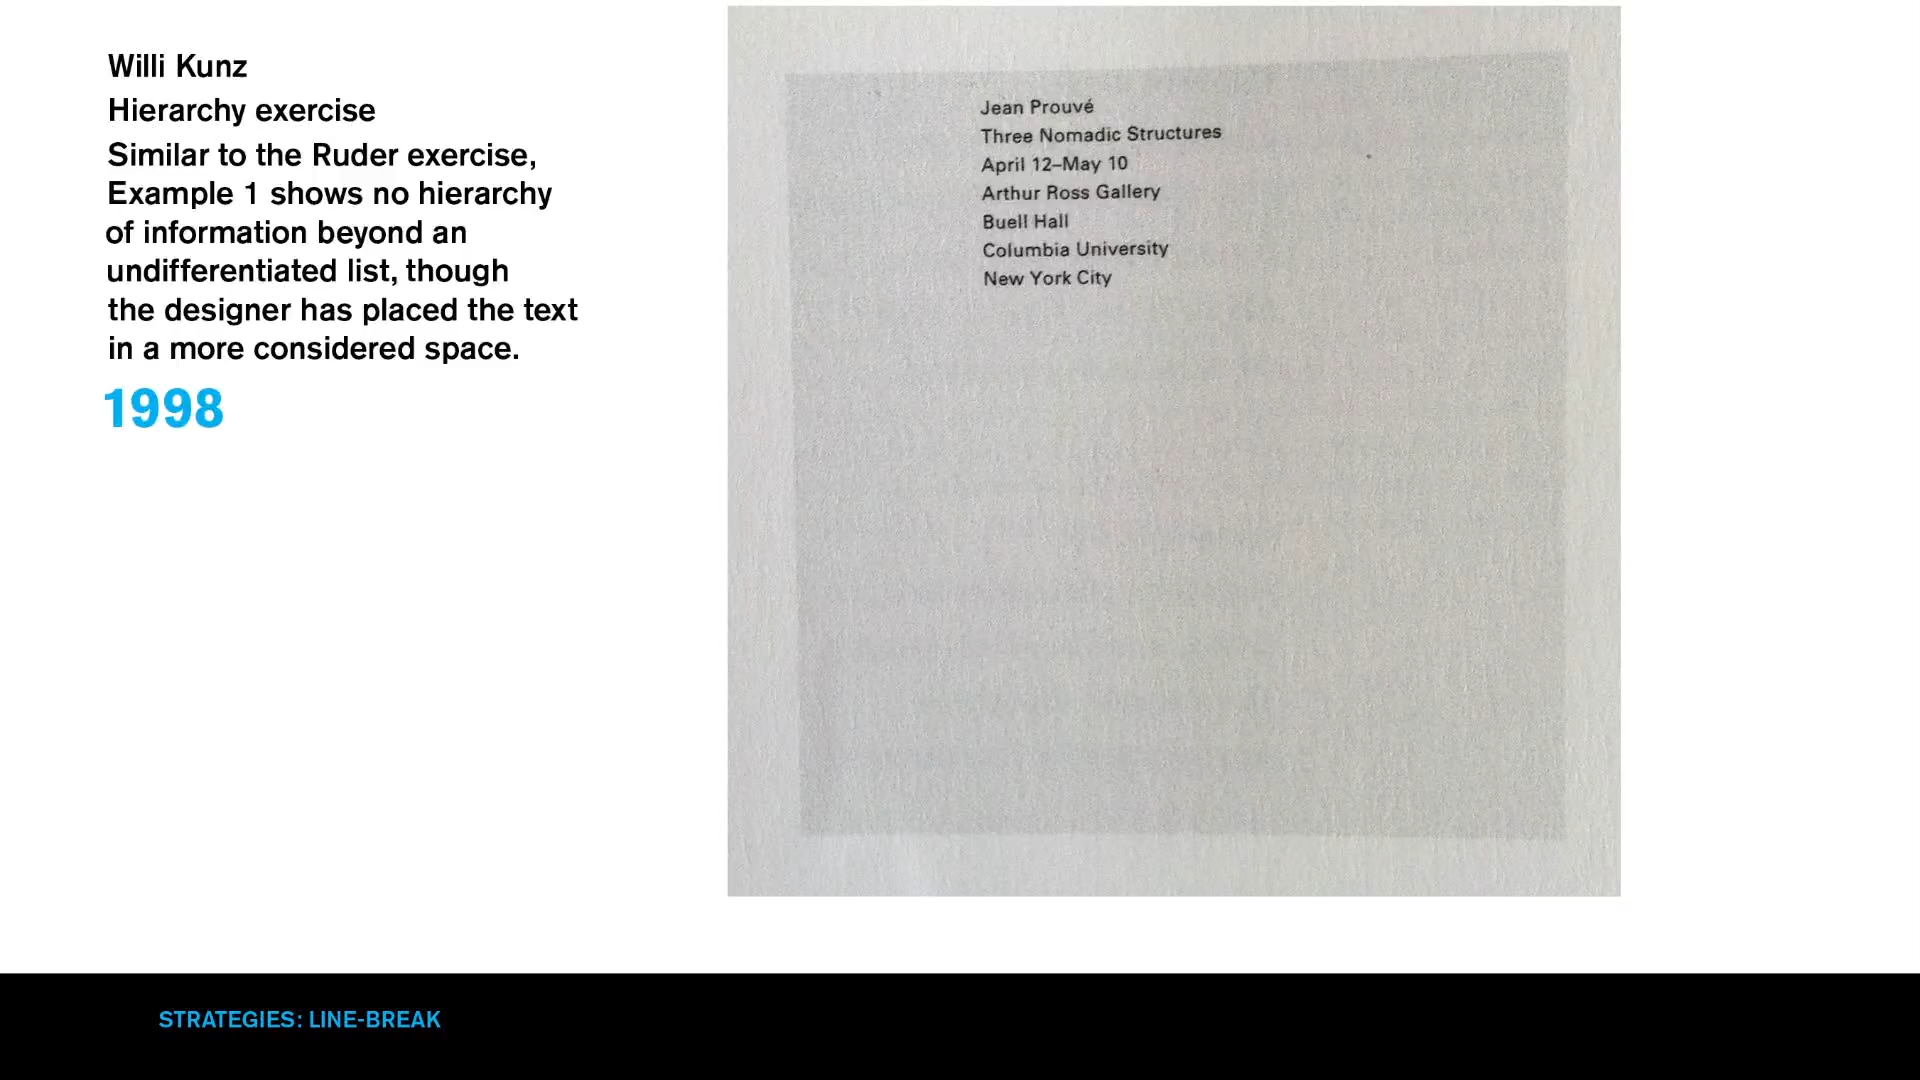 Willi Kunz
Hierarchy exercise
Similar to the Ruder exercise,
Example 1 shows no hierarchy
of information beyond an
undifferentiated list, though
the designer has placed the text
in a more considered space.
1998
Jean Prouvé
Three Nomadic Structures
April 12–May 10
Arthur Ross Gallery
Buell Hall
Columbia University
New York City
STRATEGIES: LINE-BREAK